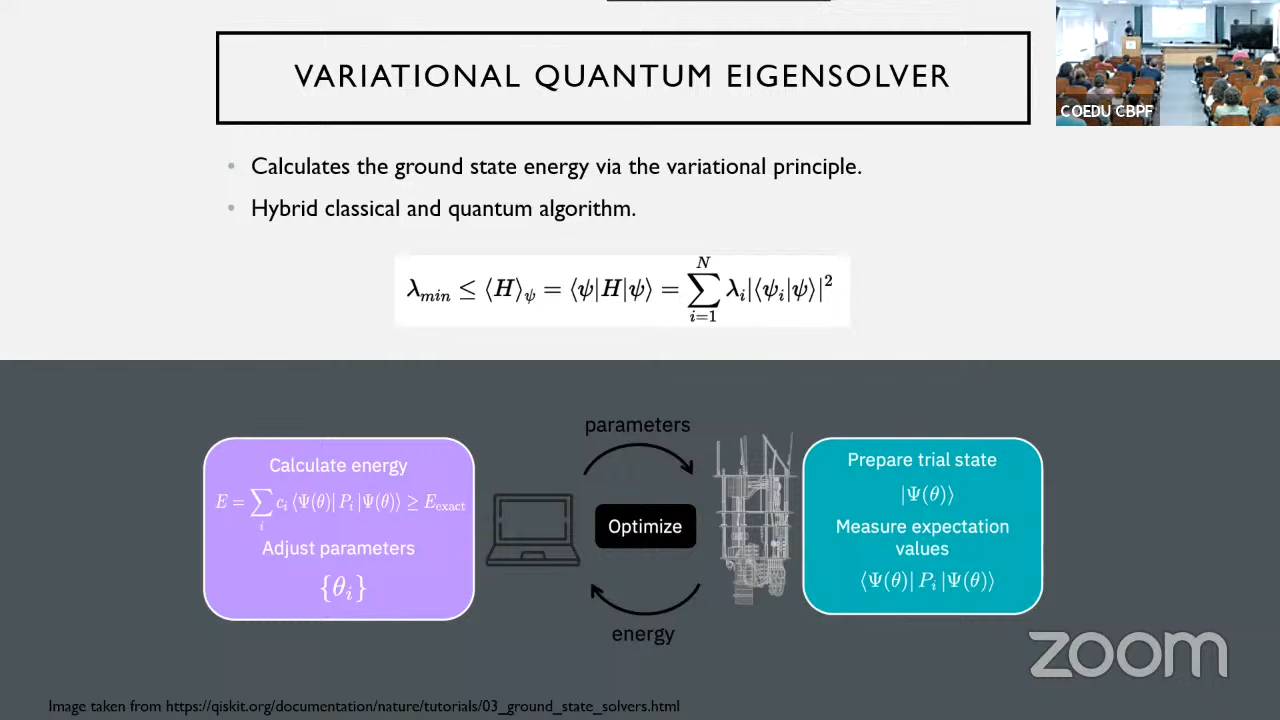 VARIATIONAL QUANTUM EIGENSOLVER
COEDU CBPF
• Calculates the ground state energy via the variational principle.
• Hybrid classical and quantum algorithm.
λ_min ≤ ⟨H⟩_ψ = ⟨ψ|H|ψ⟩ = ∑_{i=1}^{N} λ_i|⟨ψ_i|ψ⟩|²
parameters
Calculate energy
E = ∑_i c_i ⟨Ψ(θ)| P_i |Ψ(θ)⟩ ≥ E_exact
Adjust parameters
{θ_i}
Optimize
Prepare trial state
|Ψ(θ)⟩
Measure expectation
values
⟨Ψ(θ)| P_i |Ψ(θ)⟩
energy
zoom
Image taken from https://qiskit.org/documentation/nature/tutorials/03_ground_state_solvers.html